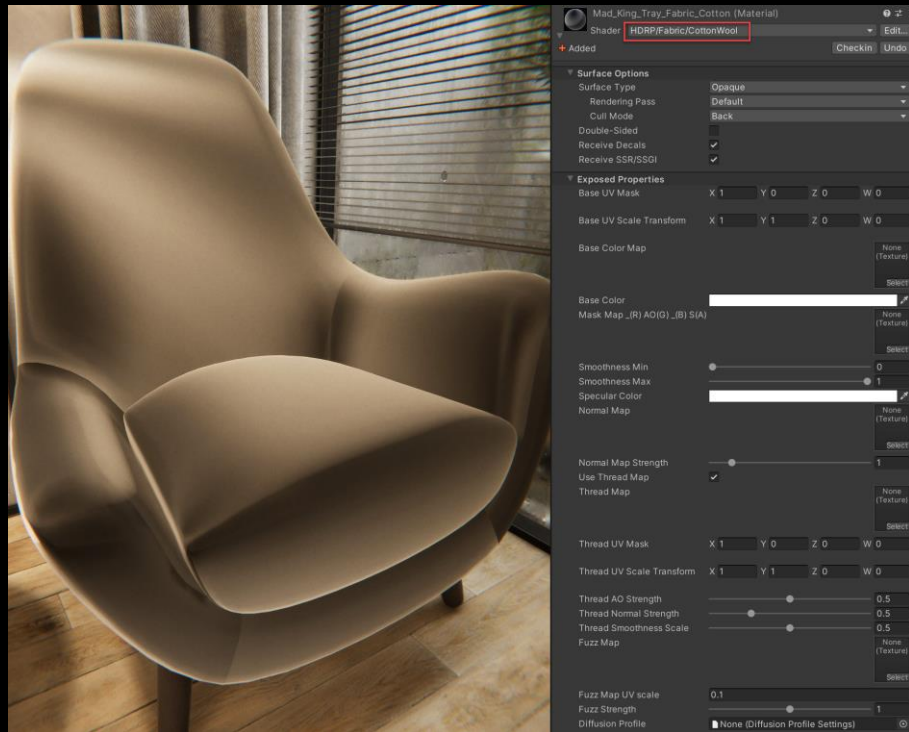 Mad_King_Tray_Fabric_Cotton (Material)
Shader HDRP/Fabric/CottonWool Edit...
+ Added Checkin Undo
Surface Options
Surface Type Opaque
Rendering Pass Default
Cull Mode Back
Double-Sided
Receive Decals
Receive SSR/SSGI
Exposed Properties
Base UV Mask X 1 Y 0 Z 0 W 0
Base UV Scale Transform X 1 Y 1 Z 0 W 0
Base Color Map None
(Texture)
Select
Base Color
Mask Map _(R) AO(G) _(B) S(A) None
(Texture)
Select
Smoothness Min 0
Smoothness Max 1
Specular Color
Normal Map None
(Texture)
Select
Normal Map Strength 1
Use Thread Map
Thread Map None
(Texture)
Select
Thread UV Mask X 1 Y 0 Z 0 W 0
Thread UV Scale Transform X 1 Y 1 Z 0 W 0
Thread AO Strength 0.5
Thread Normal Strength 0.5
Thread Smoothness Scale 0.5
Fuzz Map None
(Texture)
Select
Fuzz Map UV scale 0.1
Fuzz Strength 1
Diffusion Profile None (Diffusion Profile Settings)